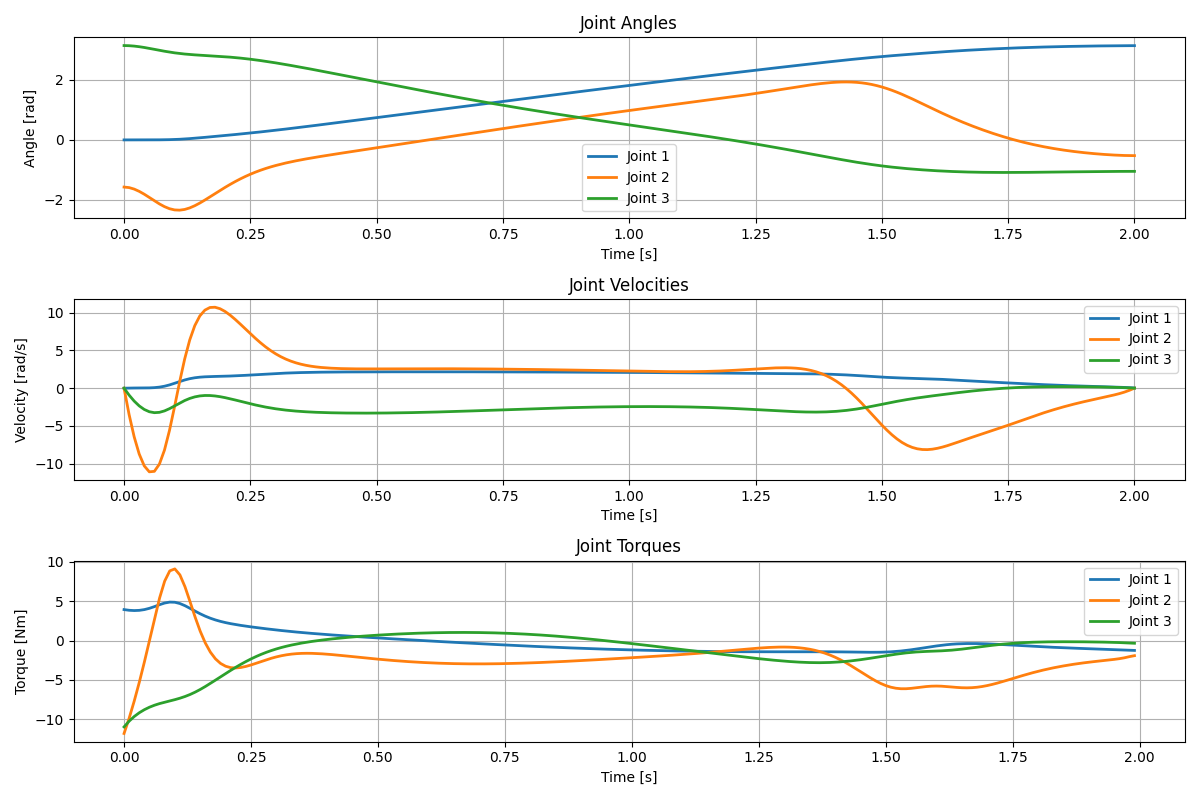 Joint Angles
Angle [rad]
2
0
−2
Joint 1
Joint 2
Joint 3
0.00 0.25 0.50 0.75 1.00 1.25 1.50 1.75 2.00
Time [s]
Joint Velocities
Velocity [rad/s]
10
5
0
−5
−10
Joint 1
Joint 2
Joint 3
0.00 0.25 0.50 0.75 1.00 1.25 1.50 1.75 2.00
Time [s]
Joint Torques
Torque [Nm]
10
5
0
−5
−10
Joint 1
Joint 2
Joint 3
0.00 0.25 0.50 0.75 1.00 1.25 1.50 1.75 2.00
Time [s]